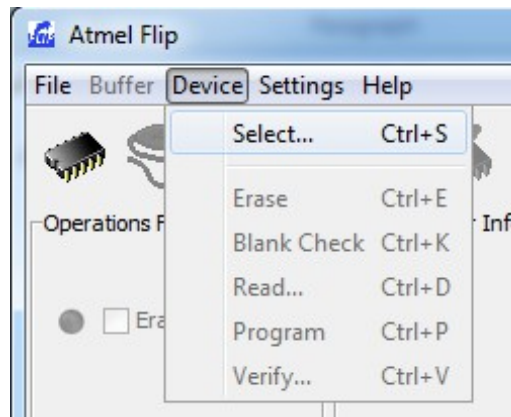 Atmel Flip
File Buffer Device Settings Help
Select... Ctrl+S
Erase Ctrl+E
Operations F
Inf
Blank Check Ctrl+K
Read... Ctrl+D
Era
Program Ctrl+P
Verify... Ctrl+V